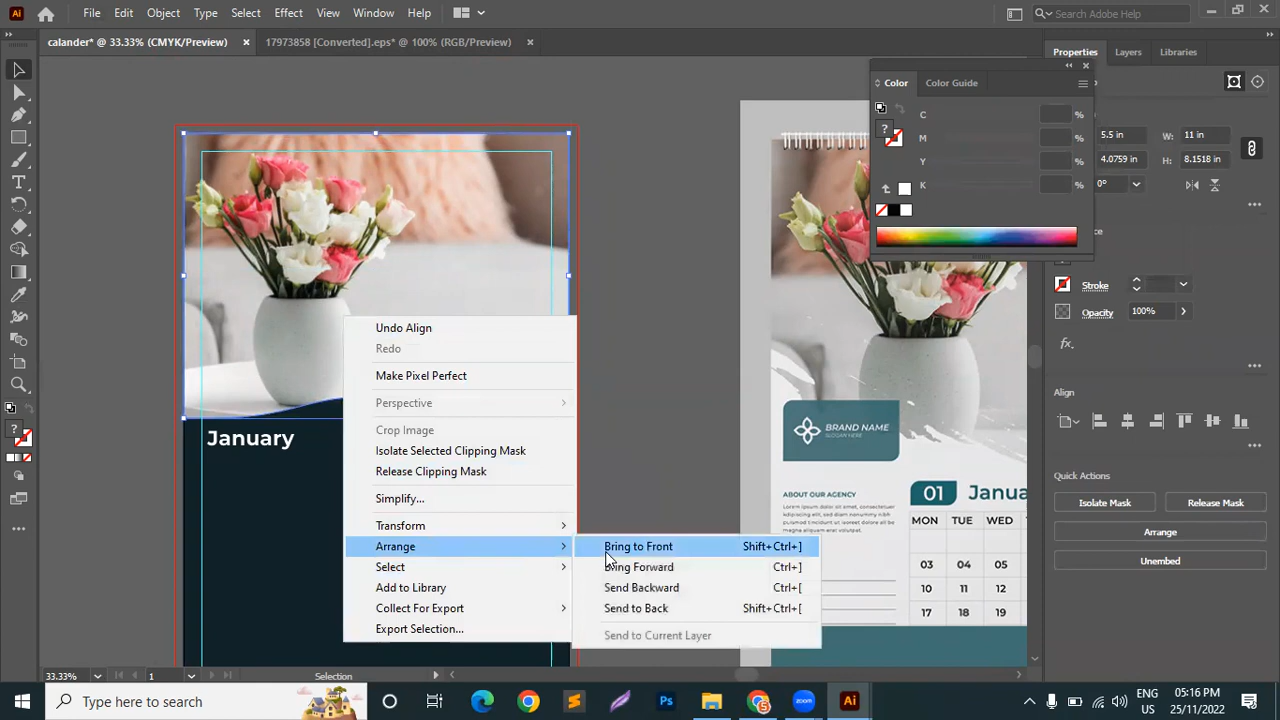 File Edit Object Type Select Effect View Window Help
Search Adobe Help
calander* @ 33.33% (CMYK/Preview) × 17973858 [Converted].eps* @ 100% (RGB/Preview) ×
Properties Layers Libraries
Color Color Guide
C %
M %
Y %
K %
5.5 in W: 11 in
4.0759 in H: 8.1518 in
0°
Stroke
Opacity 100%
fx.
Align
Quick Actions
Isolate Mask Release Mask
Arrange
Unembed
January
Undo Align
Redo
Make Pixel Perfect
Perspective
Crop Image
Isolate Selected Clipping Mask
Release Clipping Mask
Simplify...
Transform
Arrange
Select
Add to Library
Collect For Export
Export Selection...
Bring to Front Shift+Ctrl+]
Bring Forward Ctrl+]
Send Backward Ctrl+[
Send to Back Shift+Ctrl+[
Send to Current Layer
BRAND NAME
SLOGAN HERE
ABOUT OUR AGENCY
01 Janua
MON TUE WED
3 4 5
10 11 12
17 18 19
33.33% 1 Selection
Type here to search
ENG
US
05:16 PM
25/11/2022